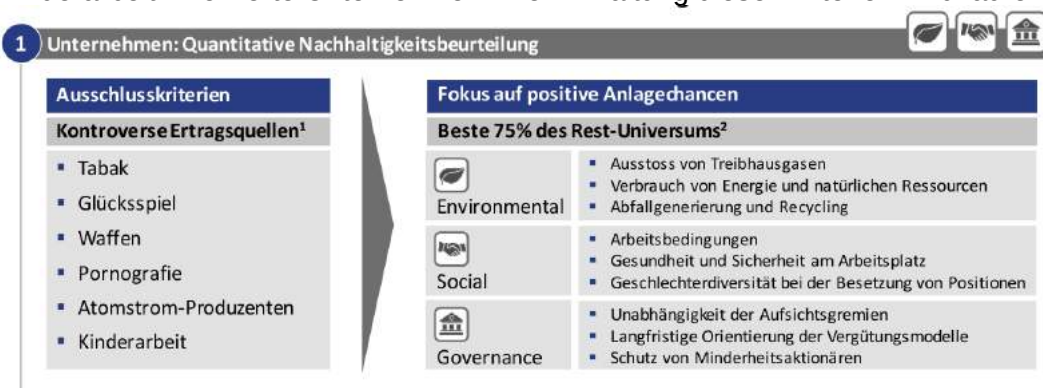 1 Unternehmen: Quantitative Nachhaltigkeitsbeurteilung
Ausschlusskriterien
Kontroverse Ertragsquellen¹
▪ Tabak
▪ Glücksspiel
▪ Waffen
▪ Pornografie
▪ Atomstrom-Produzenten
▪ Kinderarbeit
Fokus auf positive Anlagechancen
Beste 75% des Rest-Universums²
Environmental
▪ Ausstoss von Treibhausgasen
▪ Verbrauch von Energie und natürlichen Ressourcen
▪ Abfallgenerierung und Recycling
Social
▪ Arbeitsbedingungen
▪ Gesundheit und Sicherheit am Arbeitsplatz
▪ Geschlechterdiversität bei der Besetzung von Positionen
Governance
▪ Unabhängigkeit der Aufsichtsgremien
▪ Langfristige Orientierung der Vergütungsmodelle
▪ Schutz von Minderheitsaktionären